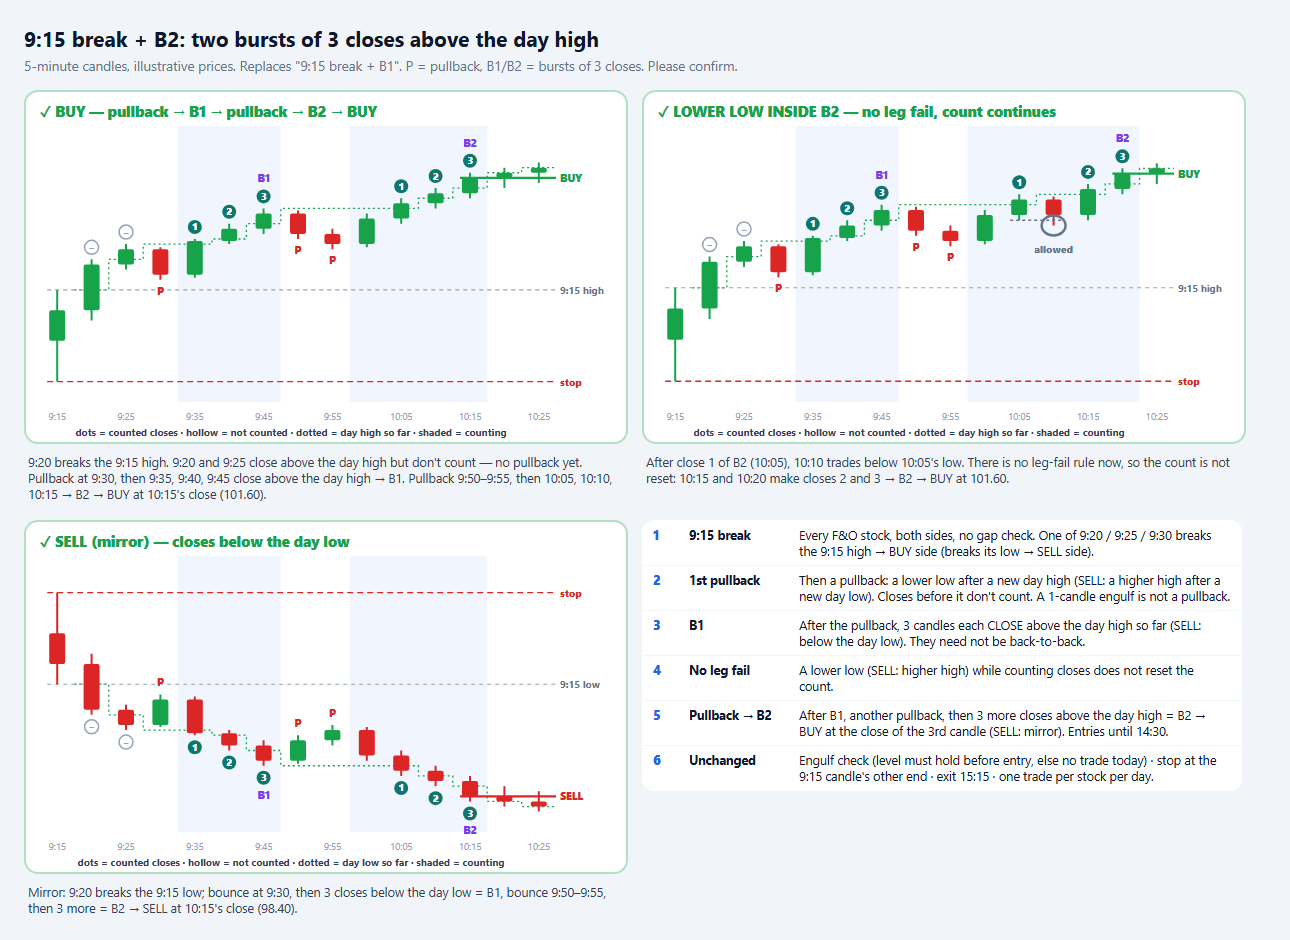 9:15 break + B2: two bursts of 3 closes above the day high
5-minute candles, illustrative prices. Replaces "9:15 break + B1". P = pullback, B1/B2 = bursts of 3 closes. Please confirm.
✓ BUY — pullback → B1 → pullback → B2 → BUY
B2
3
B1
1
2
BUY
3
2
1
–
–
P
P
P
9:15 high
stop
9:15 9:25 9:35 9:45 9:55 10:05 10:15 10:25
dots = counted closes · hollow = not counted · dotted = day high so far · shaded = counting
9:20 breaks the 9:15 high. 9:20 and 9:25 close above the day high but don't count — no pullback yet.
Pullback at 9:30, then 9:35, 9:40, 9:45 close above the day high → B1. Pullback 9:50–9:55, then 10:05, 10:10,
10:15 → B2 → BUY at 10:15's close (101.60).
✓ LOWER LOW INSIDE B2 — no leg fail, count continues
B2
3
B1
1
2
BUY
3
2
1
–
–
allowed
P
P
P
9:15 high
stop
9:15 9:25 9:35 9:45 9:55 10:05 10:15 10:25
dots = counted closes · hollow = not counted · dotted = day high so far · shaded = counting
After close 1 of B2 (10:05), 10:10 trades below 10:05's low. There is no leg-fail rule now, so the count is not
reset: 10:15 and 10:20 make closes 2 and 3 → B2 → BUY at 101.60.
✓ SELL (mirror) — closes below the day low
stop
9:15 low
P
P
P
–
–
1
2
3
B1
1
2
3
B2
SELL
9:15 9:25 9:35 9:45 9:55 10:05 10:15 10:25
dots = counted closes · hollow = not counted · dotted = day low so far · shaded = counting
Mirror: 9:20 breaks the 9:15 low; bounce at 9:30, then 3 closes below the day low = B1, bounce 9:50–9:55,
then 3 more = B2 → SELL at 10:15's close (98.40).
1 9:15 break Every F&O stock, both sides, no gap check. One of 9:20 / 9:25 / 9:30 breaks
the 9:15 high → BUY side (breaks its low → SELL side).
2 1st pullback Then a pullback: a lower low after a new day high (SELL: a higher high after a
new day low). Closes before it don't count. A 1-candle engulf is not a pullback.
3 B1 After the pullback, 3 candles each CLOSE above the day high so far (SELL:
below the day low). They need not be back-to-back.
4 No leg fail A lower low (SELL: higher high) while counting closes does not reset the
count.
5 Pullback → B2 After B1, another pullback, then 3 more closes above the day high = B2 →
BUY at the close of the 3rd candle (SELL: mirror). Entries until 14:30.
6 Unchanged Engulf check (level must hold before entry, else no trade today) · stop at the
9:15 candle's other end · exit 15:15 · one trade per stock per day.